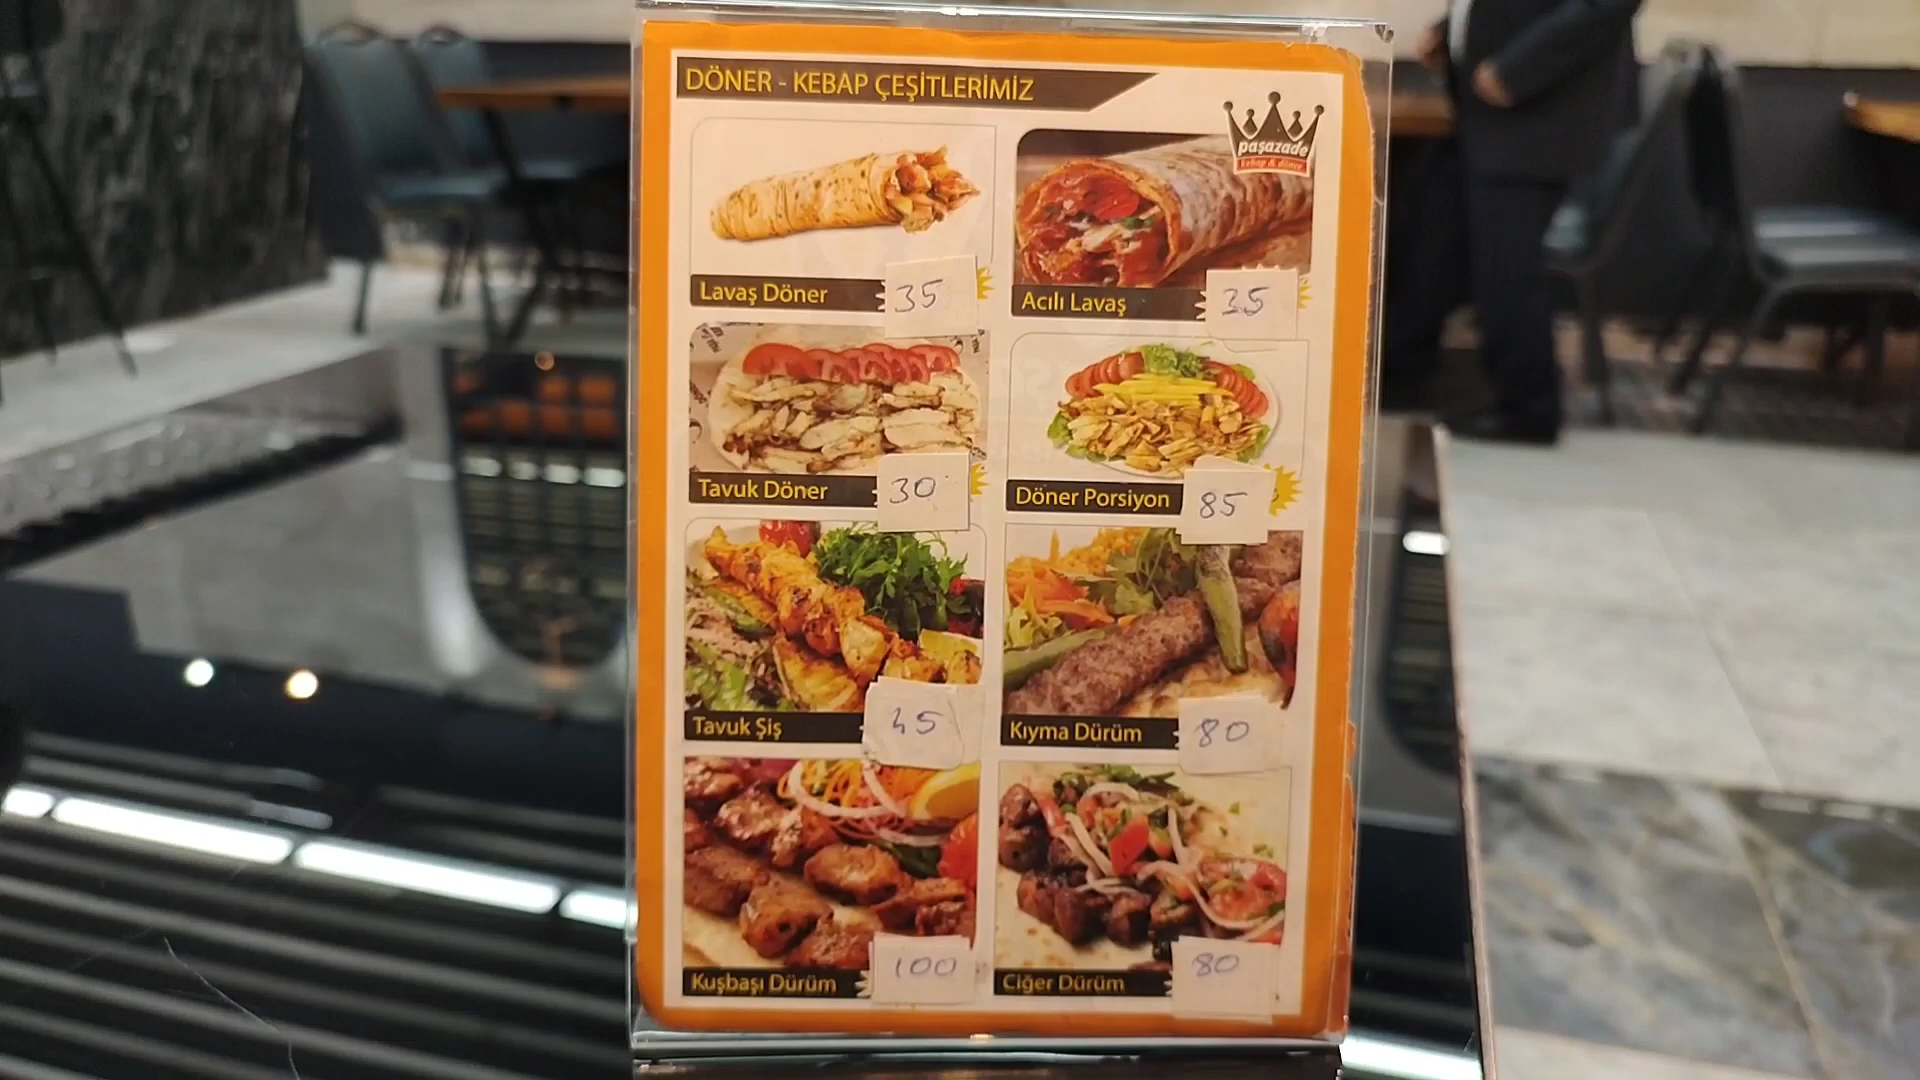 DÖNER - KEBAP ÇEŞİTLERİMİZ
paşazade
kebap & döner
Lavaş Döner 35
Acılı Lavaş 35
Tavuk Döner 30
Döner Porsiyon 85
Tavuk Şiş 45
Kıyma Dürüm 80
Kuşbaşı Dürüm 100
Ciğer Dürüm 80